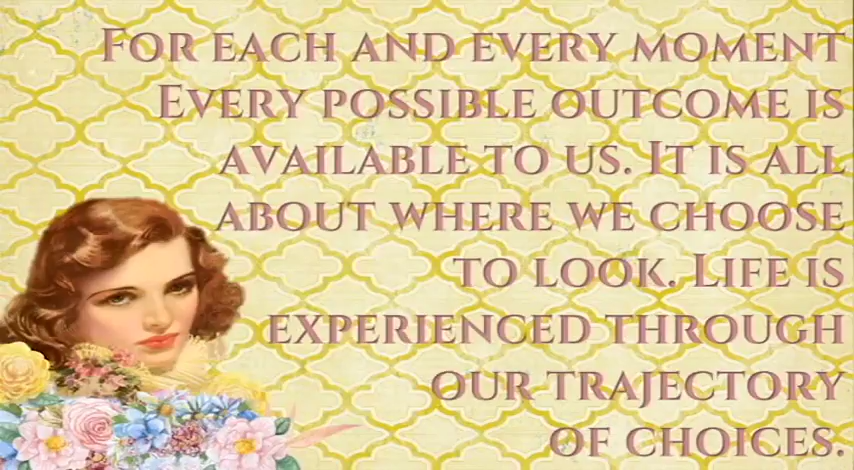 For each and every moment
Every possible outcome is
available to us. It is all
about where we choose
to look. Life is
experienced through
our trajectory
of choices.